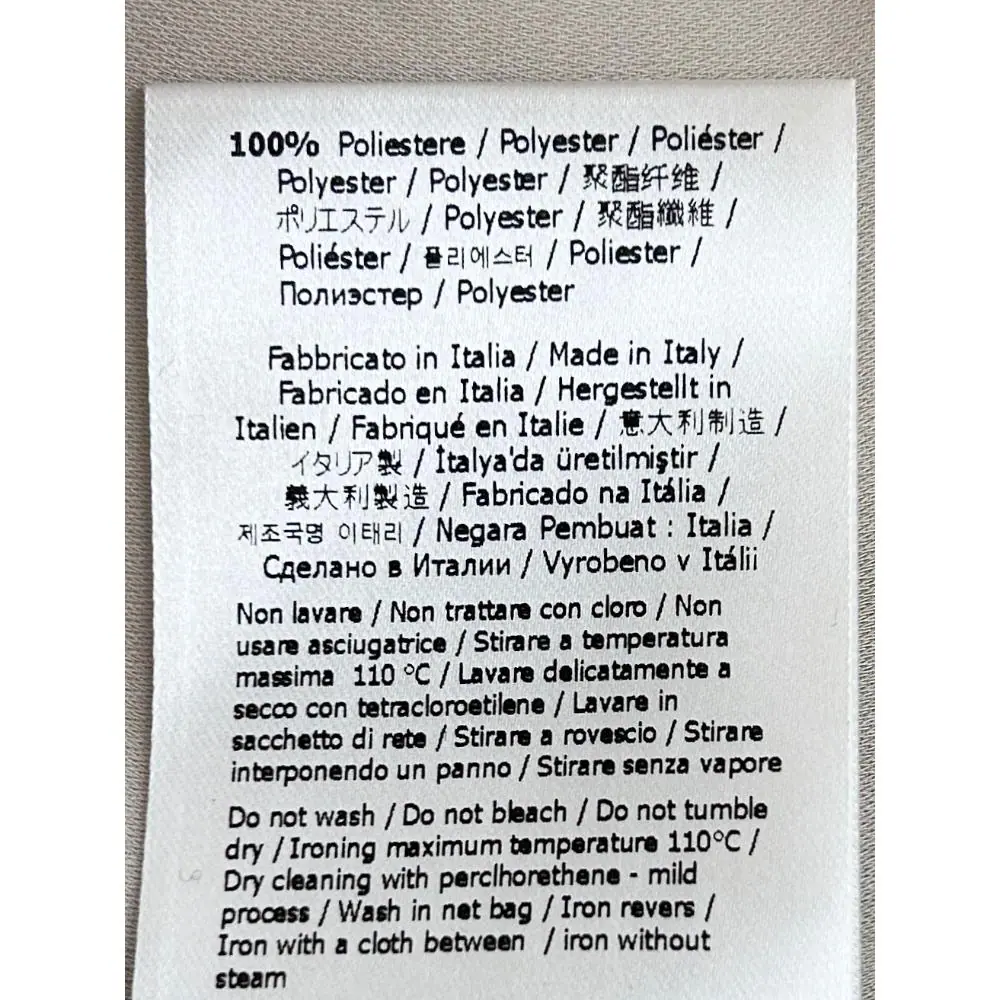 100% Poliestere / Polyester / Poliéster /
Polyester / Polyester / 聚酯纤维 /
ポリエステル / Polyester / 聚酯纖維 /
Poliéster / 폴리에스터 / Poliester /
Полиэстер / Polyester
Fabbricato in Italia / Made in Italy /
Fabricado en Italia / Hergestellt in
Italien / Fabriqué en Italie / 意大利制造 /
イタリア製 / İtalya'da üretilmiştir /
義大利製造 / Fabricado na Itália /
제조국명 이태리 / Negara Pembuat : Italia /
Сделано в Италии / Vyrobeno v Itálii
Non lavare / Non trattare con cloro / Non
usare asciugatrice / Stirare a temperatura
massima 110 °C / Lavare delicatamente a
secco con tetracloroetilene / Lavare in
sacchetto di rete / Stirare a rovescio / Stirare
interponendo un panno / Stirare senza vapore
Do not wash / Do not bleach / Do not tumble
dry / Ironing maximum temperature 110°C /
Dry cleaning with perclhorethene - mild
process / Wash in net bag / Iron revers /
Iron with a cloth between / iron without
steam